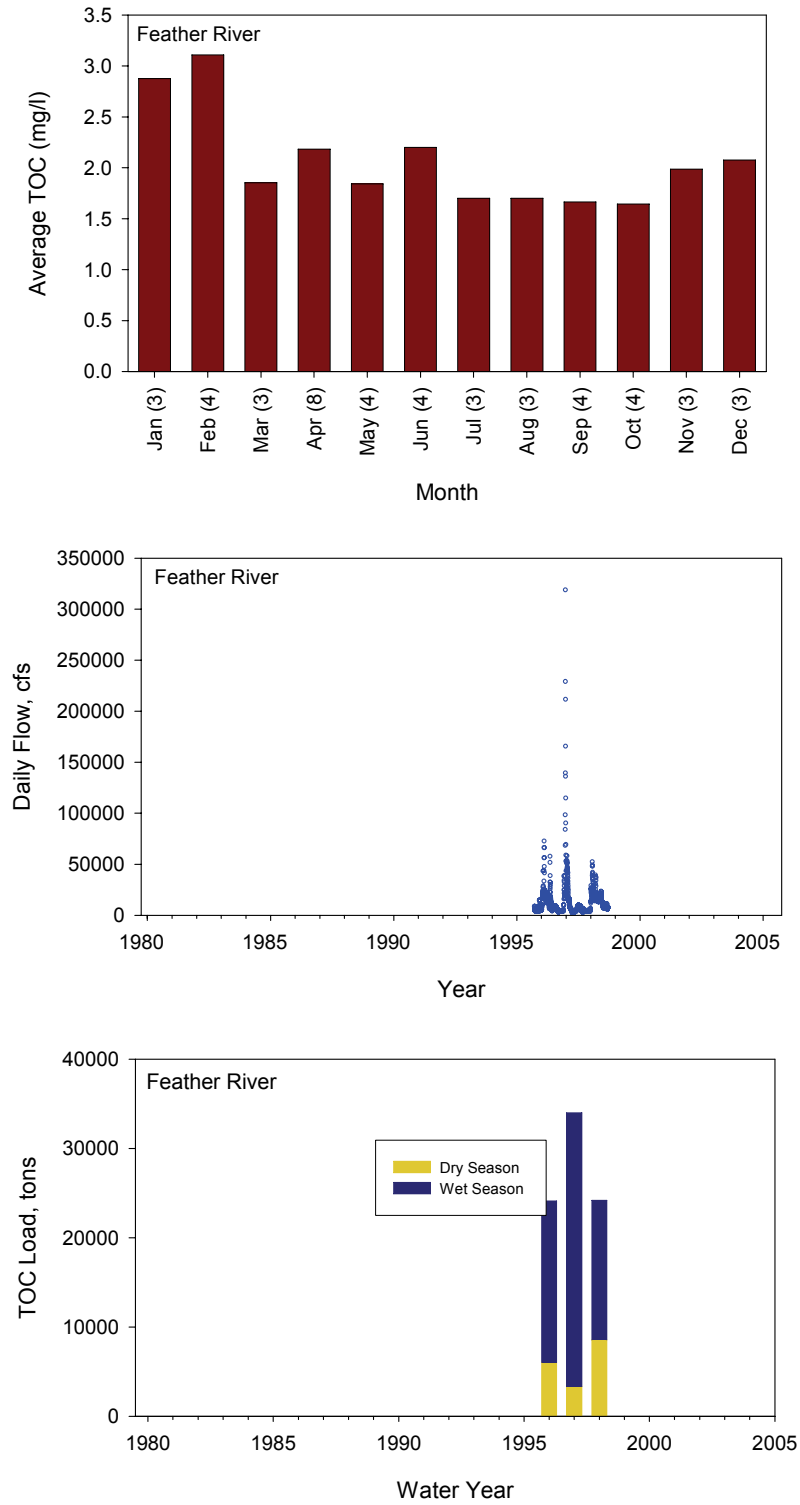 Feather River
Average TOC (mg/l)
3.5
3.0
2.5
2.0
1.5
1.0
0.5
0.0
Jan (3)
Feb (4)
Mar (3)
Apr (8)
May (4)
Jun (4)
Jul (3)
Aug (3)
Sep (4)
Oct (4)
Nov (3)
Dec (3)
Month
Feather River
Daily Flow, cfs
350000
300000
250000
200000
150000
100000
50000
0
1980 1985 1990 1995 2000 2005
Year
Feather River
TOC Load, tons
40000
30000
20000
10000
0
Dry Season
Wet Season
1980 1985 1990 1995 2000 2005
Water Year